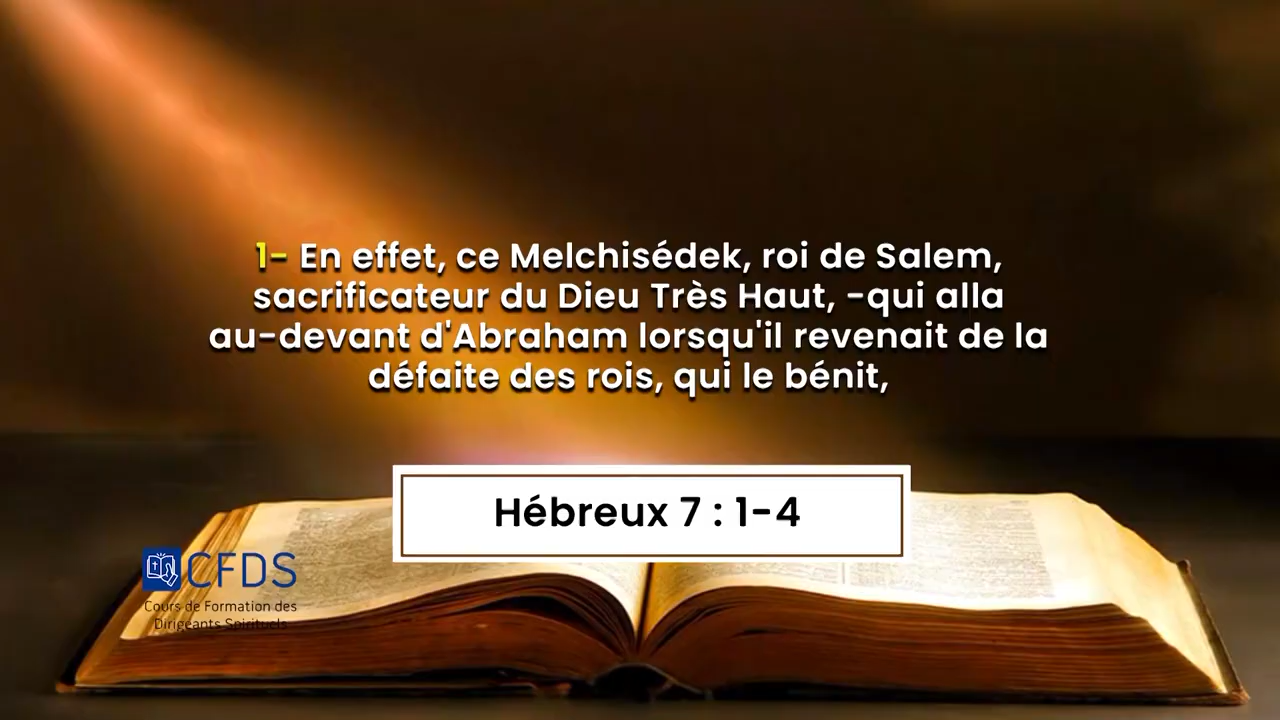 1- En effet, ce Melchisédek, roi de Salem,
sacrificateur du Dieu Très Haut, -qui alla
au-devant d'Abraham lorsqu'il revenait de la
défaite des rois, qui le bénit,
Hébreux 7 : 1-4
CFDS
Cours de Formation des
Dirigeants Spirituels